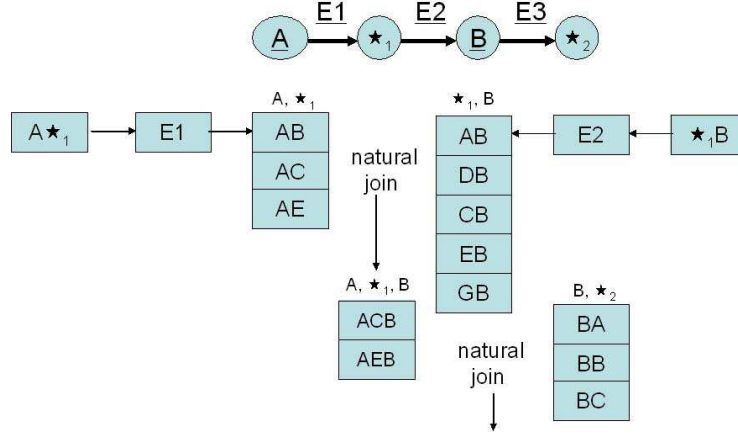 E1 E2 E3
A ★₁ B ★₂
A, ★₁
★₁, B
A★₁ E1 AB
AC
AE
natural
join
AB E2 ★₁B
DB
CB
EB
GB
A, ★₁, B
ACB
AEB
natural
join
B, ★₂
BA
BB
BC